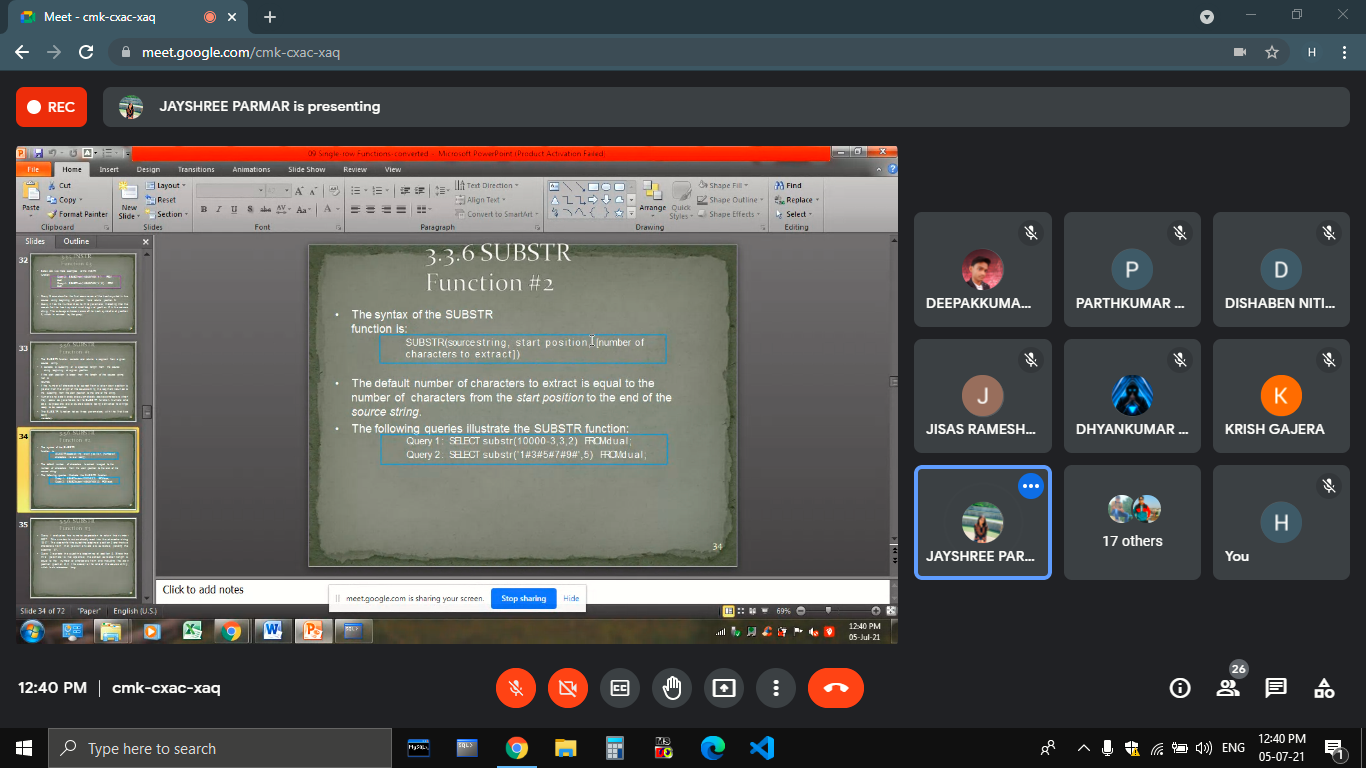 Meet - cmk-cxac-xaq
meet.google.com/cmk-cxac-xaq
H
REC
JAYSHREE PARMAR is presenting
09 Single-row Functions-converted - Microsoft PowerPoint (Product Activation Failed)
File Home Insert Design Transitions Animations Slide Show Review View
Paste
Cut
Copy
Format Painter
Clipboard
New
Slide
Layout
Reset
Section
Slides
Font
Text Direction
Align Text
Convert to SmartArt
Paragraph
Arrange
Quick
Styles
Shape Fill
Shape Outline
Shape Effects
Drawing
Find
Replace
Select
Editing
Slides Outline
32
33
34
35
3.3.6 SUBSTR
Function #2
• The syntax of the SUBSTR
function is:
SUBSTR(source string, start position, [number of
characters to extract])
• The default number of characters to extract is equal to the
number of characters from the start position to the end of the
source string.
• The following queries illustrate the SUBSTR function:
Query 1: SELECT substr(10000-3,3,2) FROM dual;
Query 2: SELECT substr('1#3#5#7#9#',5) FROM dual;
34
Click to add notes
meet.google.com is sharing your screen. Stop sharing Hide
Slide 34 of 72 "Paper" English (U.S.) 69%
12:40 PM
05-Jul-21
DEEPAKKUMA...
PARTHKUMAR ...
P
DISHABEN NITI...
D
JISAS RAMESH...
J
DHYANKUMAR ...
KRISH GAJERA
K
JAYSHREE PAR...
17 others
You
H
12:40 PM | cmk-cxac-xaq
26
Type here to search
MySQL
SQL>
ENG
12:40 PM
05-07-21
1